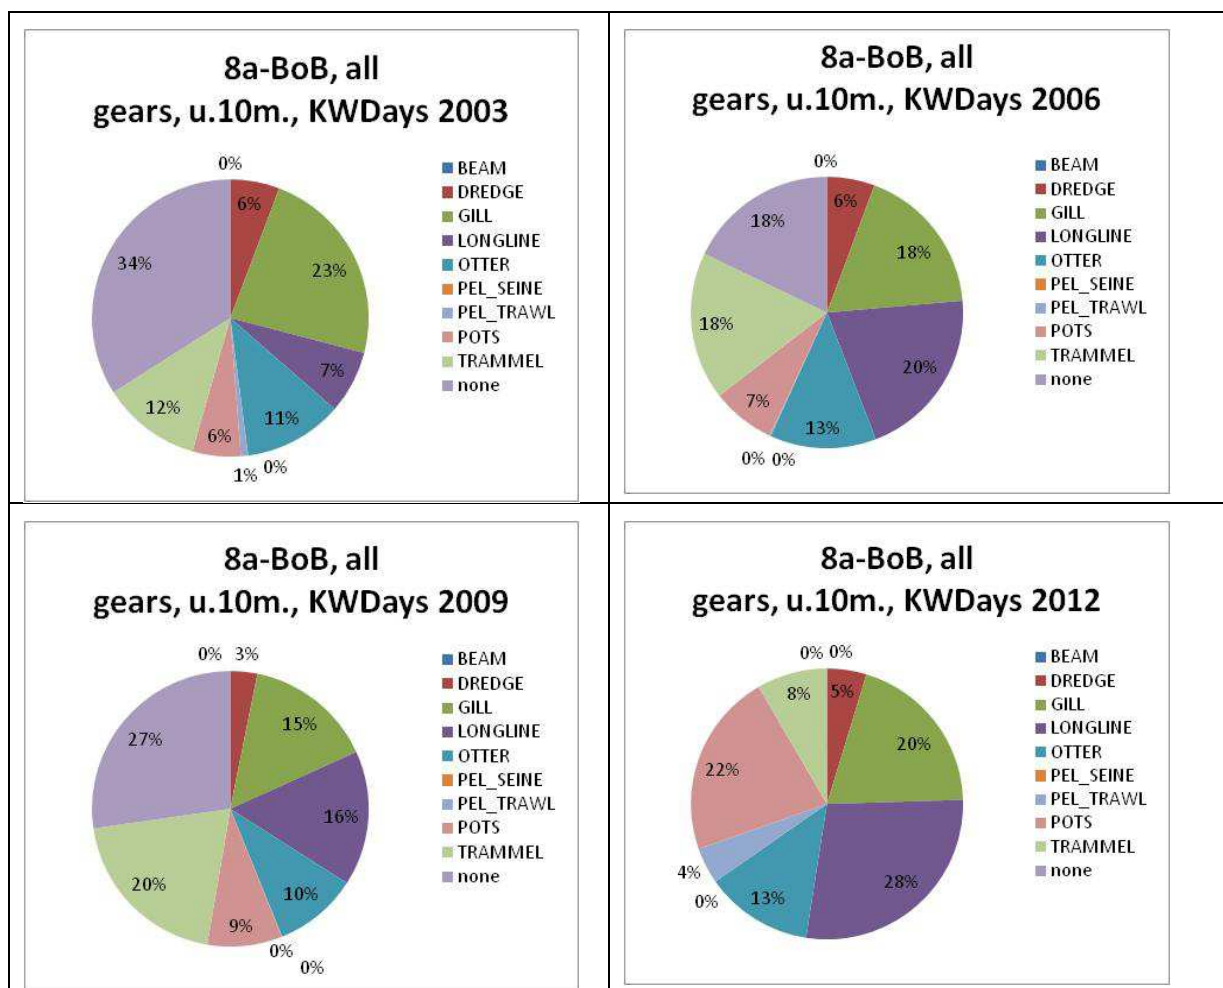 8a-BoB, all
gears, u.10m., KWDays 2003
0%
6%
23%
7%
11%
0%
1%
6%
12%
34%
BEAM
DREDGE
GILL
LONGLINE
OTTER
PEL_SEINE
PEL_TRAWL
POTS
TRAMMEL
none
8a-BoB, all
gears, u.10m., KWDays 2006
0%
6%
18%
20%
13%
0%
0%
7%
18%
18%
BEAM
DREDGE
GILL
LONGLINE
OTTER
PEL_SEINE
PEL_TRAWL
POTS
TRAMMEL
none
8a-BoB, all
gears, u.10m., KWDays 2009
0%
3%
15%
16%
10%
0%
0%
9%
20%
27%
BEAM
DREDGE
GILL
LONGLINE
OTTER
PEL_SEINE
PEL_TRAWL
POTS
TRAMMEL
none
8a-BoB, all
gears, u.10m., KWDays 2012
0%
0%
5%
20%
28%
13%
0%
4%
22%
8%
BEAM
DREDGE
GILL
LONGLINE
OTTER
PEL_SEINE
PEL_TRAWL
POTS
TRAMMEL
none